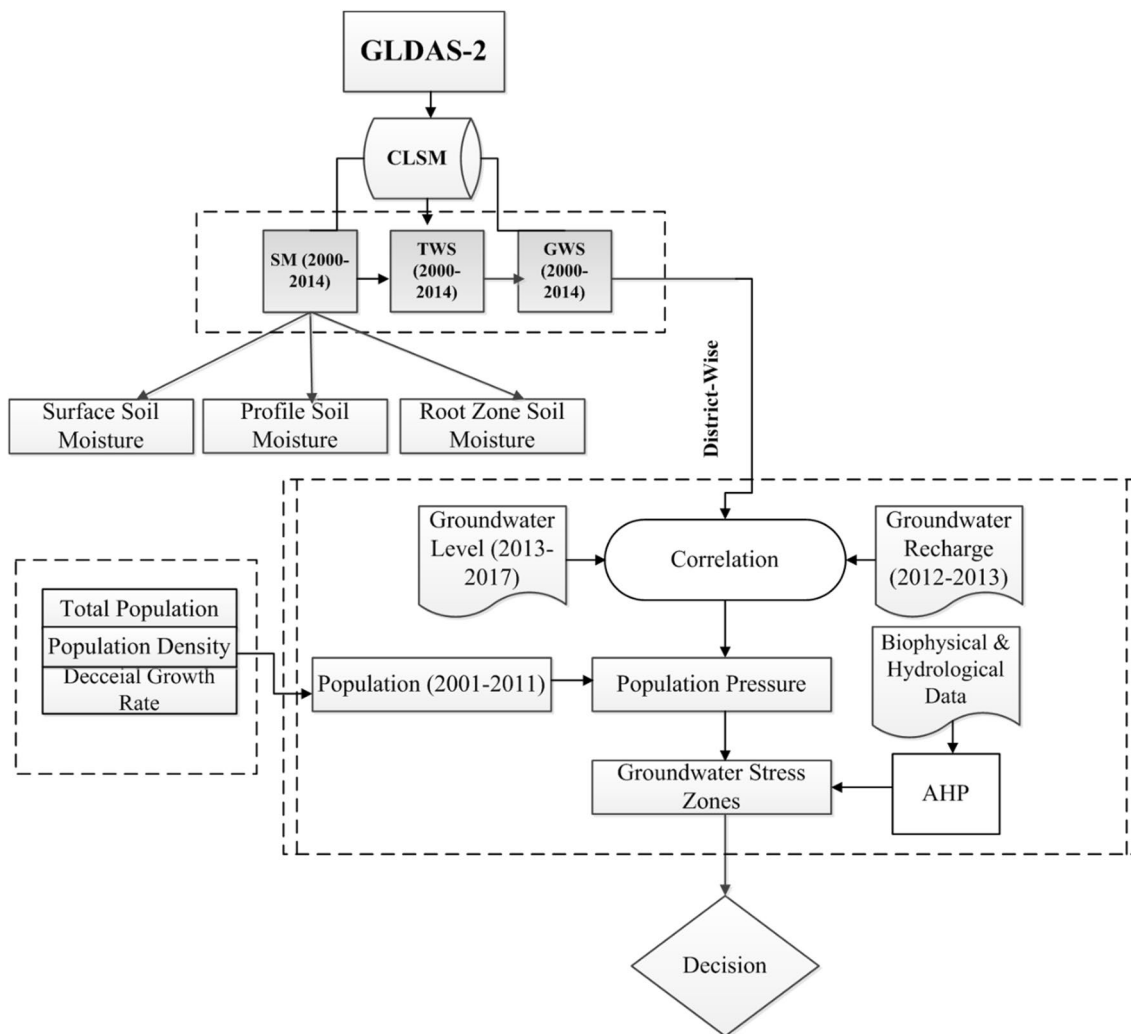 GLDAS-2
CLSM
SM (2000-
2014)
TWS
(2000-
2014)
GWS
(2000-
2014)
District-Wise
Surface Soil
Moisture
Profile Soil
Moisture
Root Zone Soil
Moisture
Groundwater
Level (2013-
2017)
Correlation
Groundwater
Recharge
(2012-2013)
Total Population
Population Density
Decceial Growth
Rate
Population (2001-2011)
Population Pressure
Biophysical &
Hydrological
Data
Groundwater Stress
Zones
AHP
Decision